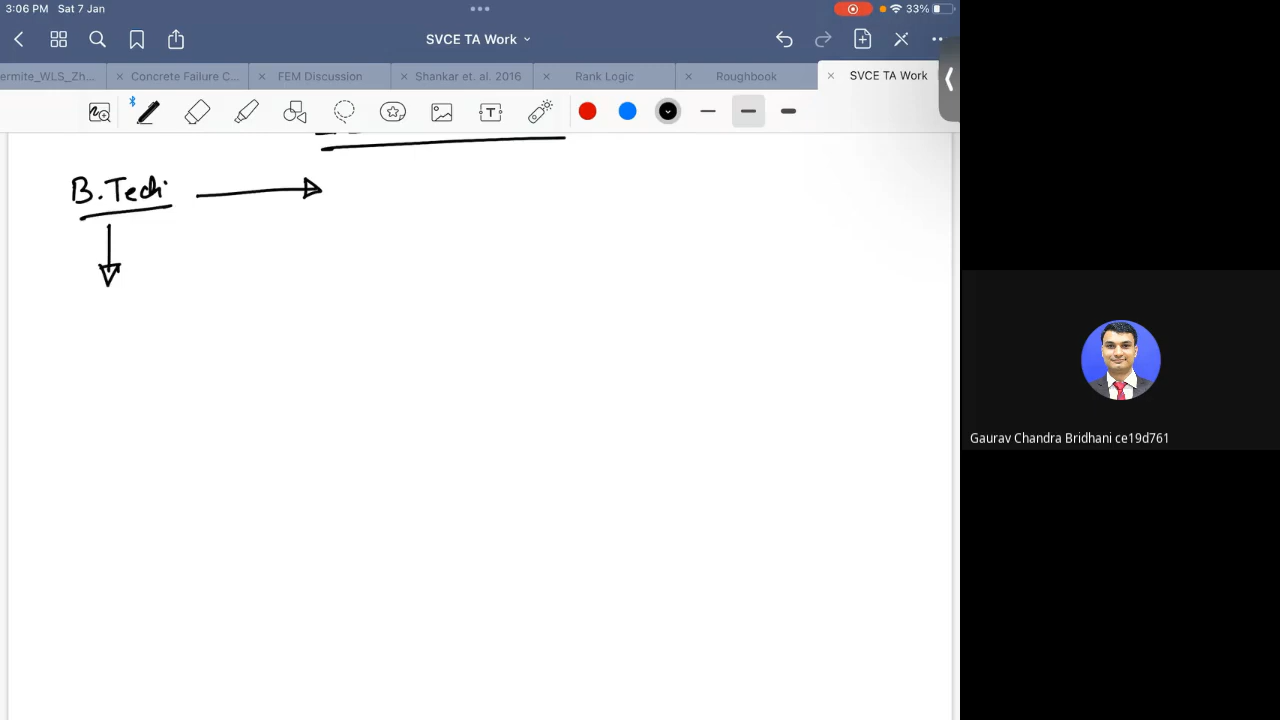 3:06 PM Sat 7 Jan
33%
SVCE TA Work
ermite_WLS_Zh...
Concrete Failure C...
FEM Discussion
Shankar et. al. 2016
Rank Logic
Roughbook
SVCE TA Work
T
B.Tech
Gaurav Chandra Bridhani ce19d761